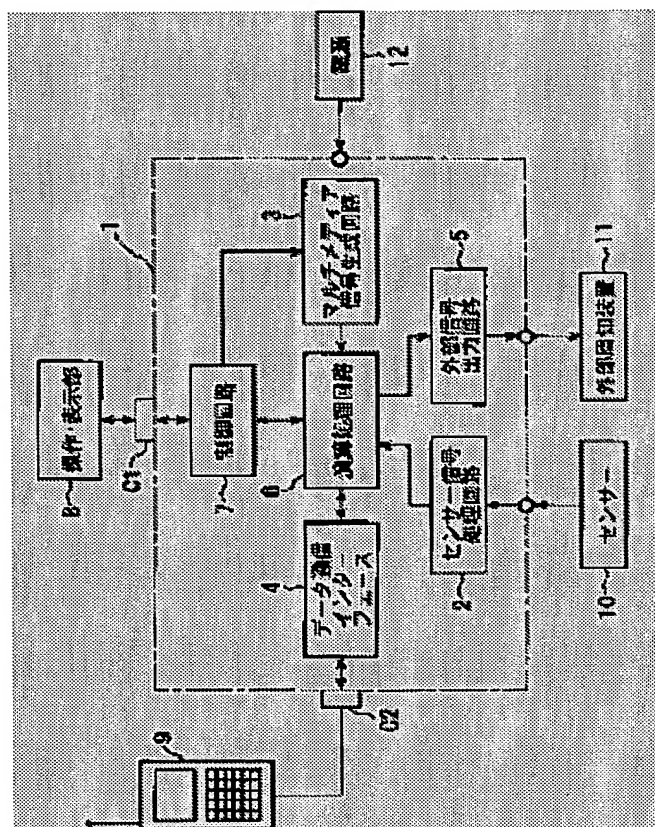 電源
12
1
3
マルチメディア
信号生成回路
操作・表示部
8
C1
制御回路
7
演算処理回路
6
外部信号
出力回路
5
外部周知装置
11
データ通信
インター
フェース
4
センサー信号
処理回路
2
センサー
10
C2
9